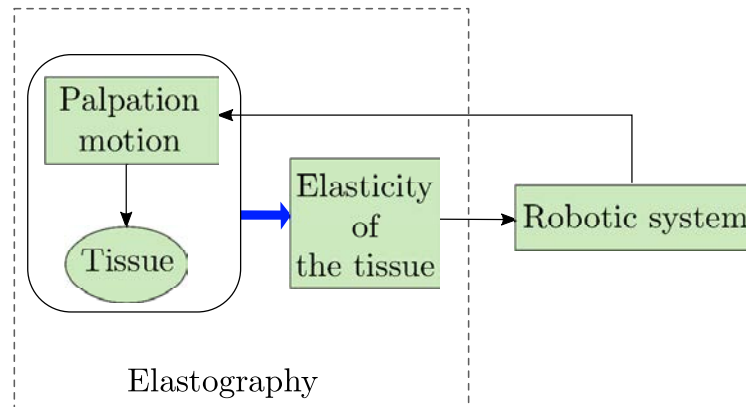 Palpation
motion
Tissue
Elasticity
of
the tissue
Robotic system
Elastography